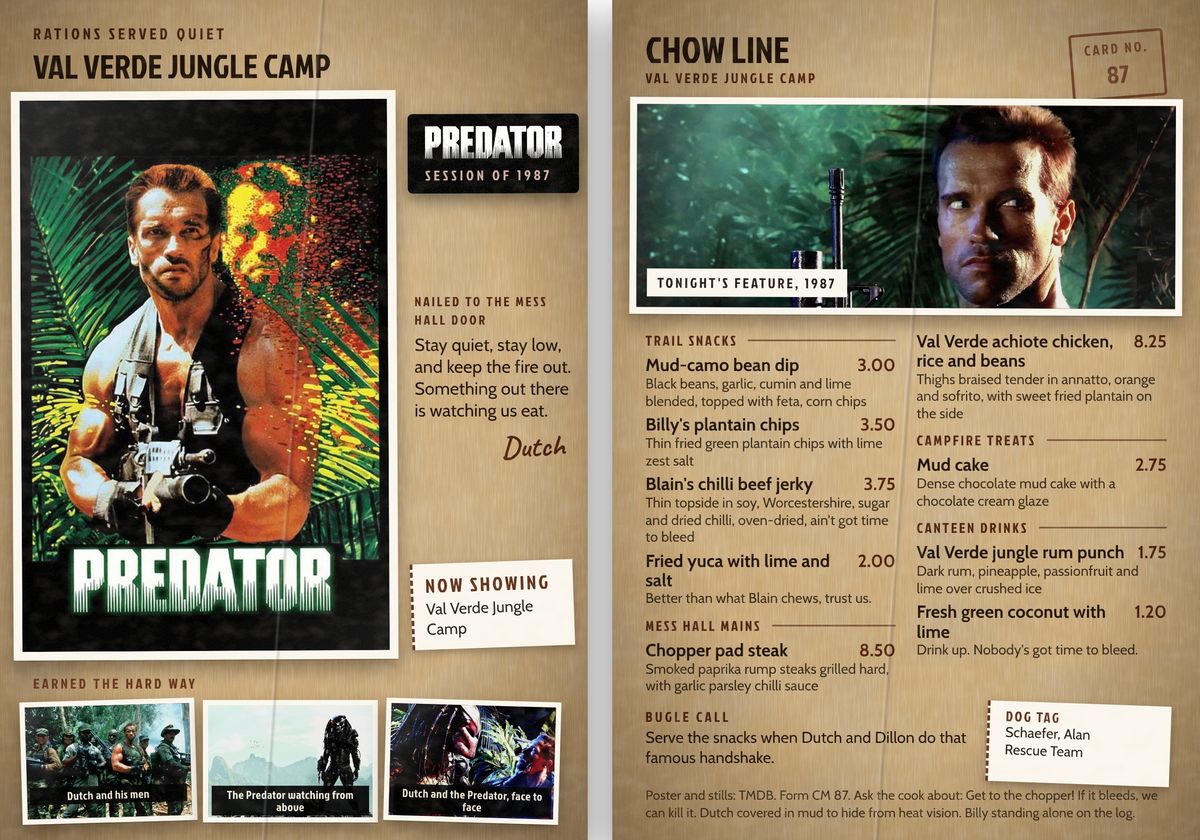 RATIONS SERVED QUIET
VAL VERDE JUNGLE CAMP
PREDATOR
SESSION OF 1987
NAILED TO THE MESS
HALL DOOR
Stay quiet, stay low,
and keep the fire out.
Something out there
is watching us eat.
Dutch
PREDATOR
NOW SHOWING
Val Verde Jungle
Camp
EARNED THE HARD WAY
Dutch and his men
The Predator watching from
above
Dutch and the Predator, face to
face
CHOW LINE
VAL VERDE JUNGLE CAMP
CARD NO.
87
TONIGHT'S FEATURE, 1987
TRAIL SNACKS
Mud-camo bean dip 3.00
Black beans, garlic, cumin and lime
blended, topped with feta, corn chips
Billy's plantain chips 3.50
Thin fried green plantain chips with lime
zest salt
Blain's chilli beef jerky 3.75
Thin topside in soy, Worcestershire, sugar
and dried chilli, oven-dried, ain't got time
to bleed
Fried yuca with lime and 2.00
salt
Better than what Blain chews, trust us.
MESS HALL MAINS
Chopper pad steak 8.50
Smoked paprika rump steaks grilled hard,
with garlic parsley chilli sauce
Val Verde achiote chicken, 8.25
rice and beans
Thighs braised tender in annatto, orange
and sofrito, with sweet fried plantain on
the side
CAMPFIRE TREATS
Mud cake 2.75
Dense chocolate mud cake with a
chocolate cream glaze
CANTEEN DRINKS
Val Verde jungle rum punch 1.75
Dark rum, pineapple, passionfruit and
lime over crushed ice
Fresh green coconut with 1.20
lime
Drink up. Nobody's got time to bleed.
BUGLE CALL
Serve the snacks when Dutch and Dillon do that
famous handshake.
DOG TAG
Schaefer, Alan
Rescue Team
Poster and stills: TMDB. Form CM 87. Ask the cook about: Get to the chopper! If it bleeds, we
can kill it. Dutch covered in mud to hide from heat vision. Billy standing alone on the log.